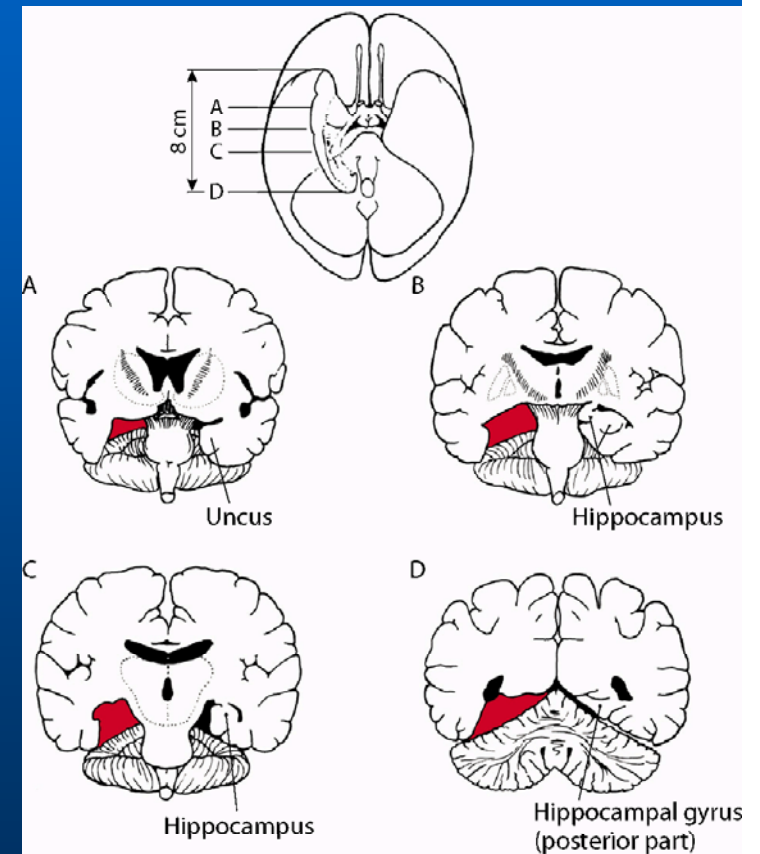 8 cm
A
B
C
D
A
B
Uncus
Hippocampus
C
D
Hippocampus
Hippocampal gyrus
(posterior part)